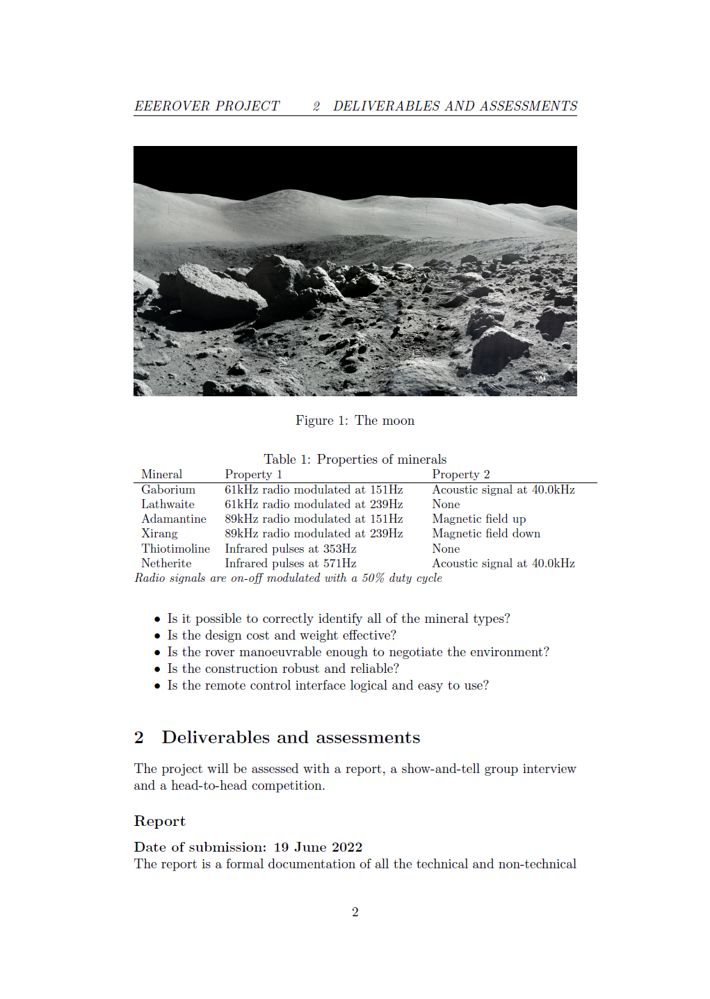 EEEROVER PROJECT 2 DELIVERABLES AND ASSESSMENTS
Figure 1: The moon
Table 1: Properties of minerals
Mineral Property 1 Property 2
Gaborium 61kHz radio modulated at 151Hz Acoustic signal at 40.0kHz
Lathwaite 61kHz radio modulated at 239Hz None
Adamantine 89kHz radio modulated at 151Hz Magnetic field up
Xirang 89kHz radio modulated at 239Hz Magnetic field down
Thiotimoline Infrared pulses at 353Hz None
Netherite Infrared pulses at 571Hz Acoustic signal at 40.0kHz
Radio signals are on-off modulated with a 50% duty cycle
• Is it possible to correctly identify all of the mineral types?
• Is the design cost and weight effective?
• Is the rover manoeuvrable enough to negotiate the environment?
• Is the construction robust and reliable?
• Is the remote control interface logical and easy to use?
2 Deliverables and assessments
The project will be assessed with a report, a show-and-tell group interview
and a head-to-head competition.
Report
Date of submission: 19 June 2022
The report is a formal documentation of all the technical and non-technical
2